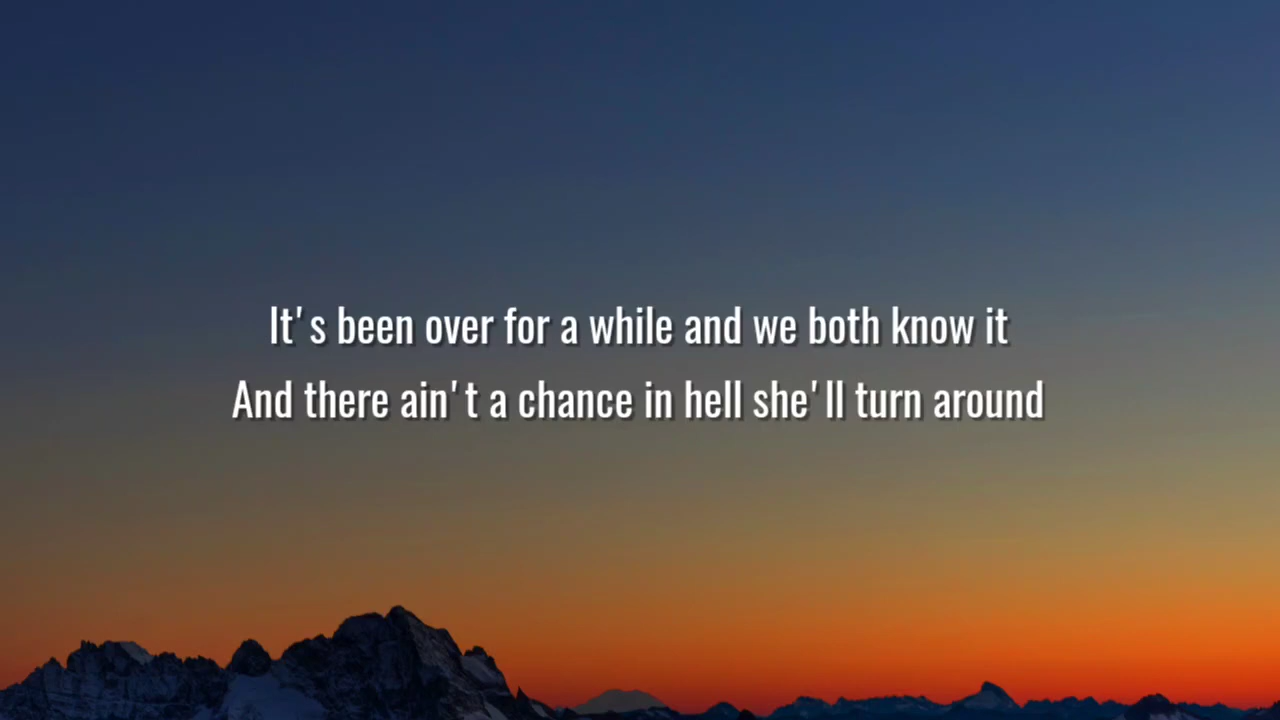 It's been over for a while and we both know it
And there ain't a chance in hell she'll turn around